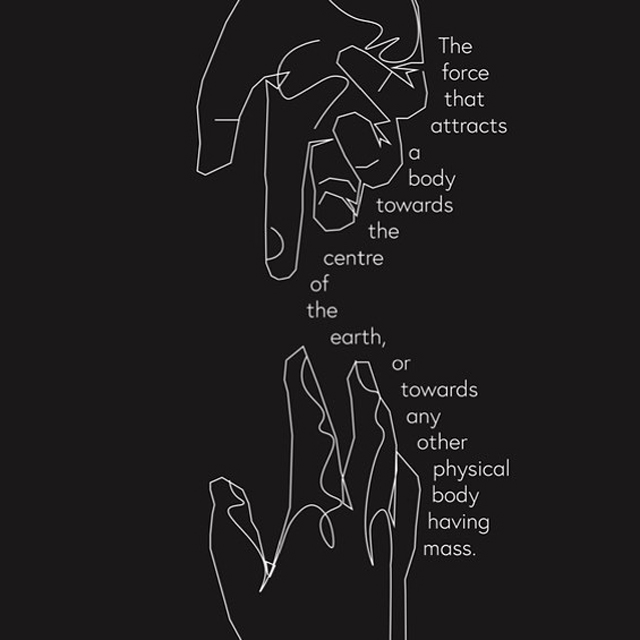 The
force
that
attracts
a
body
towards
the
centre
of
the
earth,
or
towards
any
other
physical
body
having
mass.